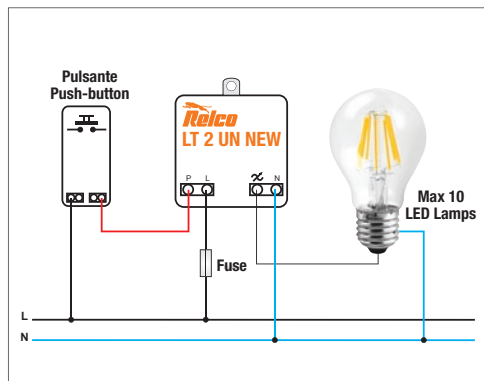 Pulsante
Push-button
Relco
LT 2 UN NEW
P L N
Max 10
LED Lamps
Fuse
L
N